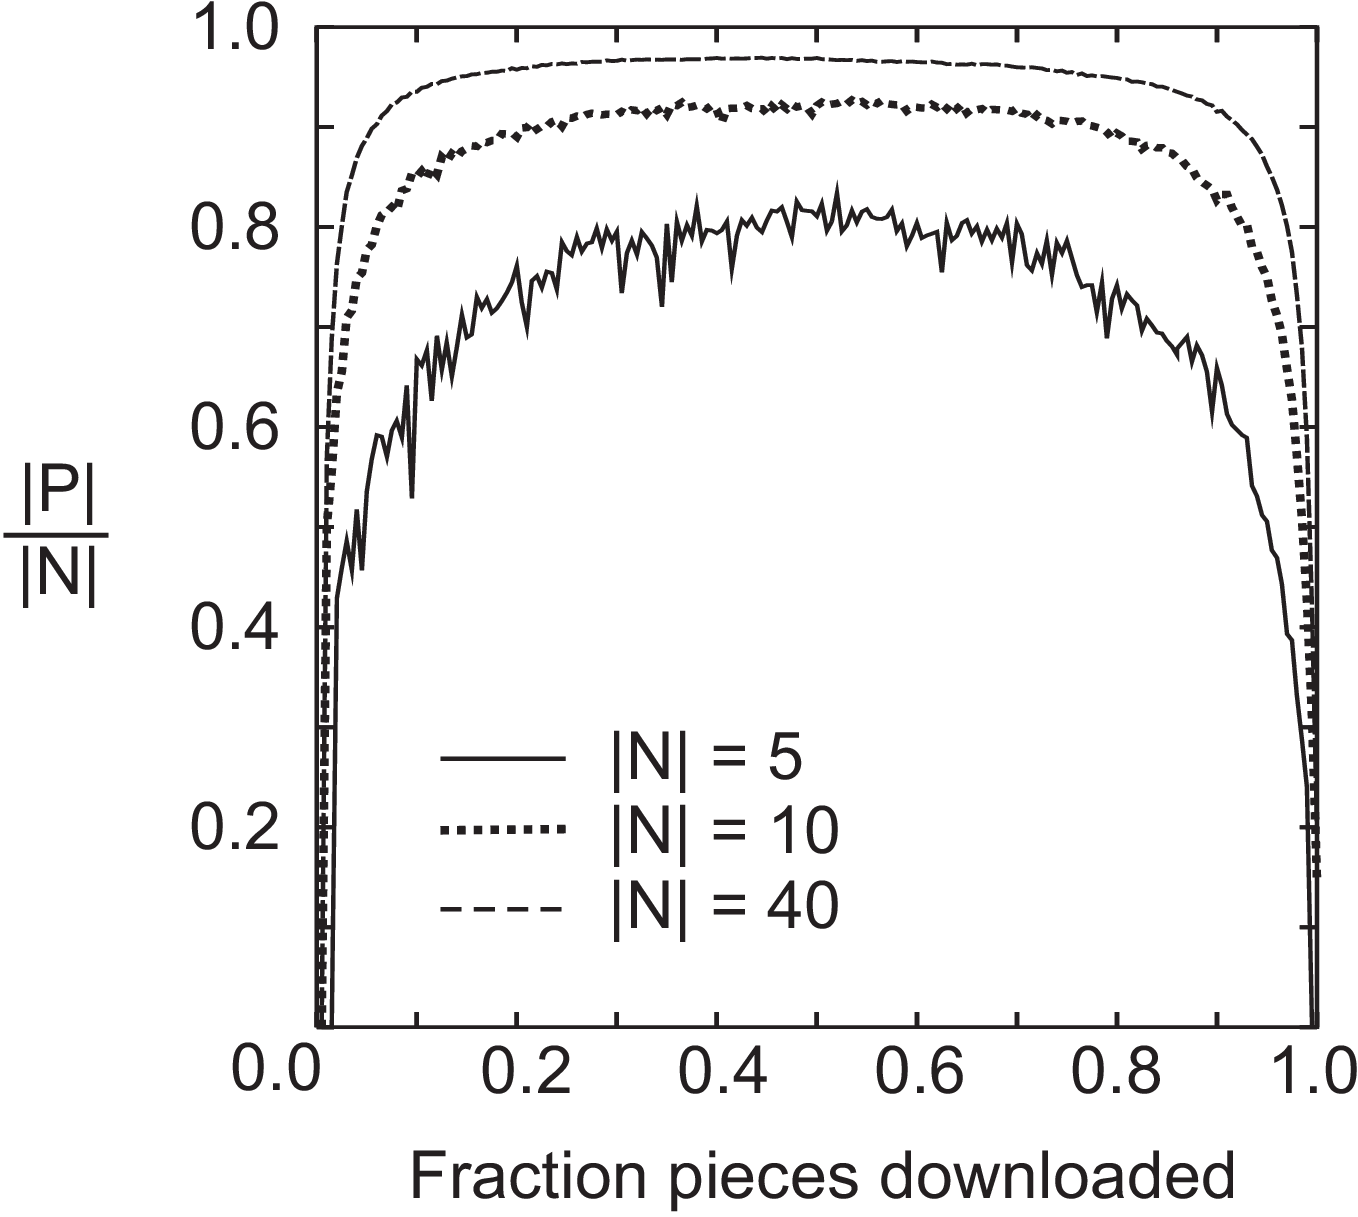 1.0
0.8
0.6
|P|
|N|
0.4
|N| = 5
0.2
|N| = 10
|N| = 40
0.0 0.2 0.4 0.6 0.8 1.0
Fraction pieces downloaded